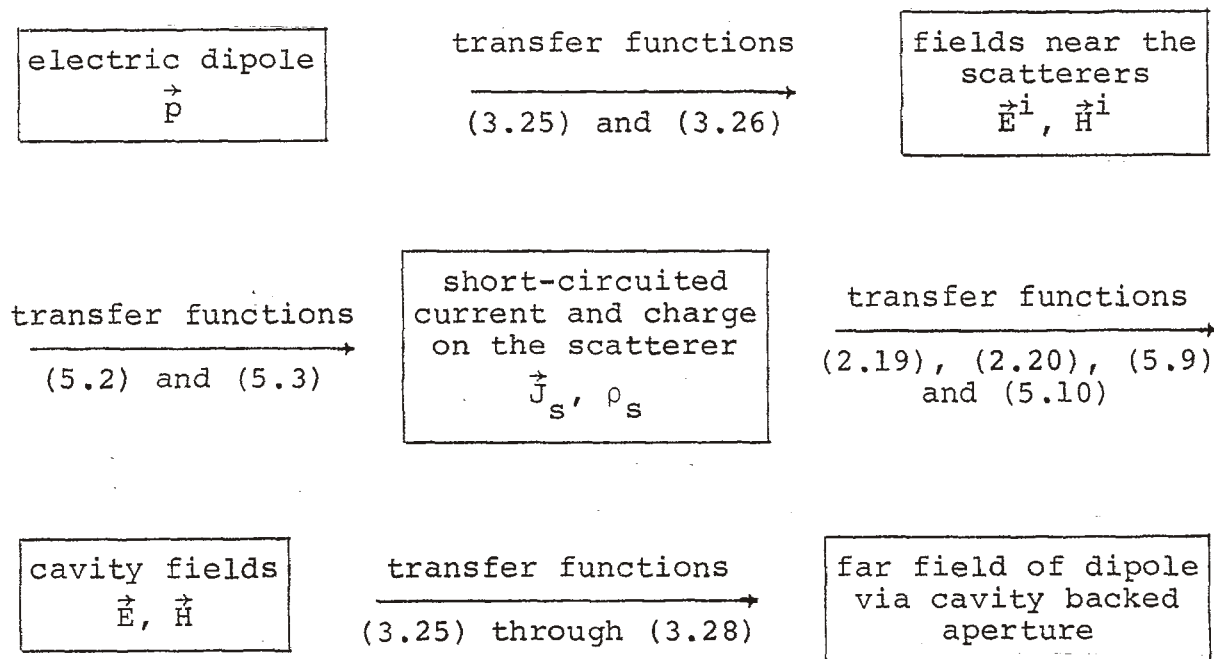 electric dipole
p⃗
transfer functions
(3.25) and (3.26)
fields near the
scatterers
E⃗ⁱ, H⃗ⁱ
transfer functions
(5.2) and (5.3)
short-circuited
current and charge
on the scatterer
J⃗ₛ, ρₛ
transfer functions
(2.19), (2.20), (5.9)
and (5.10)
cavity fields
E⃗, H⃗
transfer functions
(3.25) through (3.28)
far field of dipole
via cavity backed
aperture